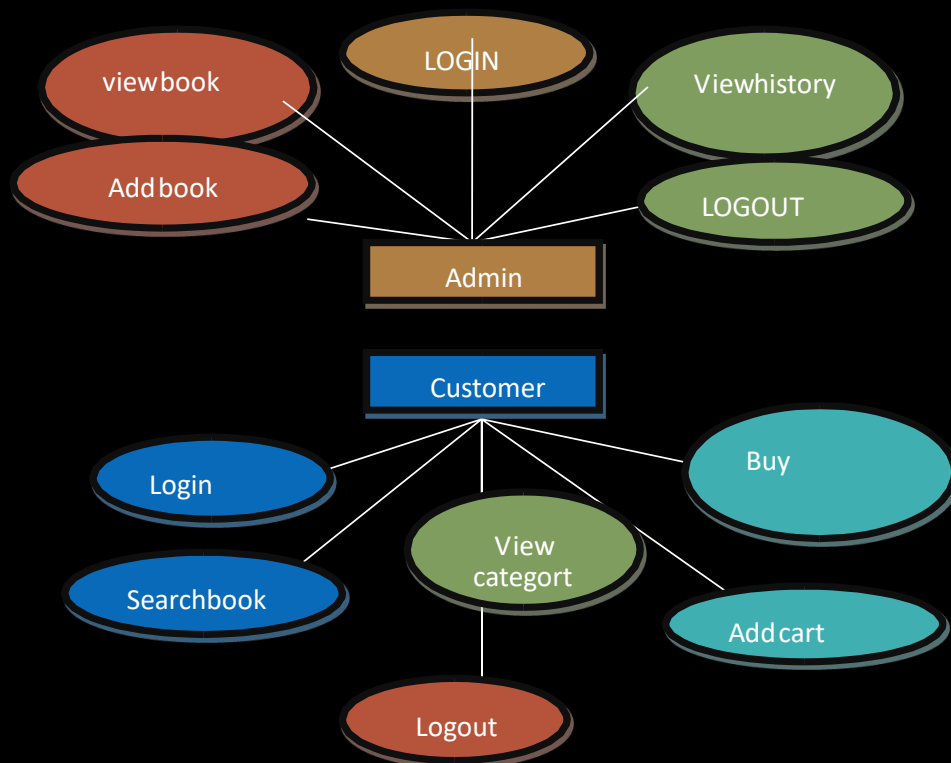 LOGIN
viewbook
Viewhistory
Addbook
LOGOUT
Admin
Customer
Buy
Login
View
categort
Searchbook
Addcart
Logout